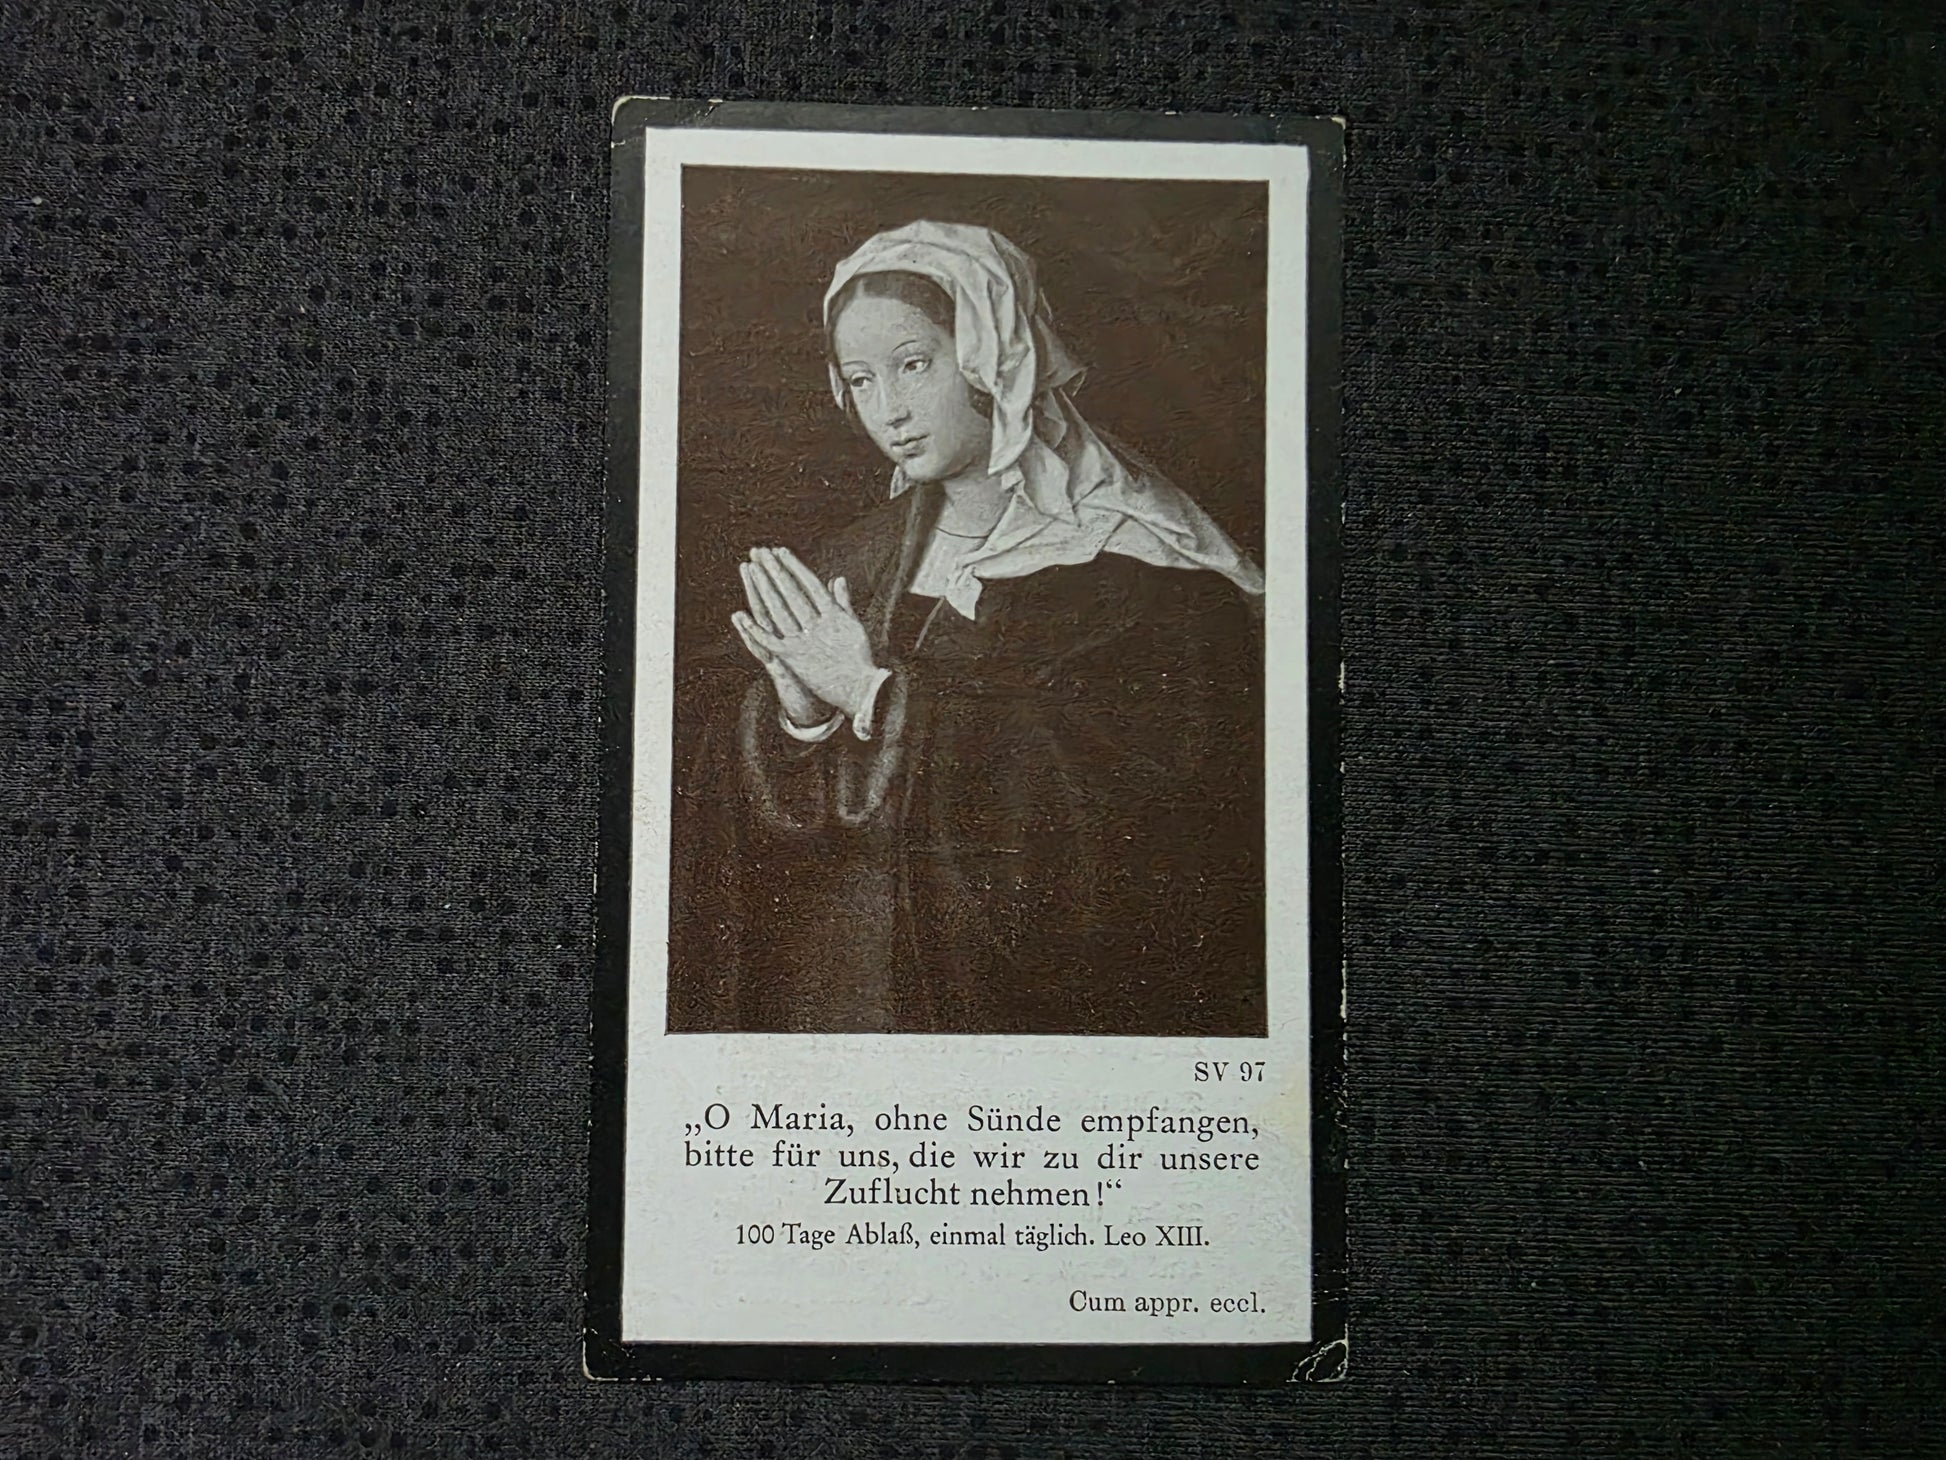 SV 97
„O Maria, ohne Sünde empfangen,
bitte für uns, die wir zu dir unsere
Zuflucht nehmen!“
100 Tage Ablaß, einmal täglich. Leo XIII.
Cum appr. eccl.